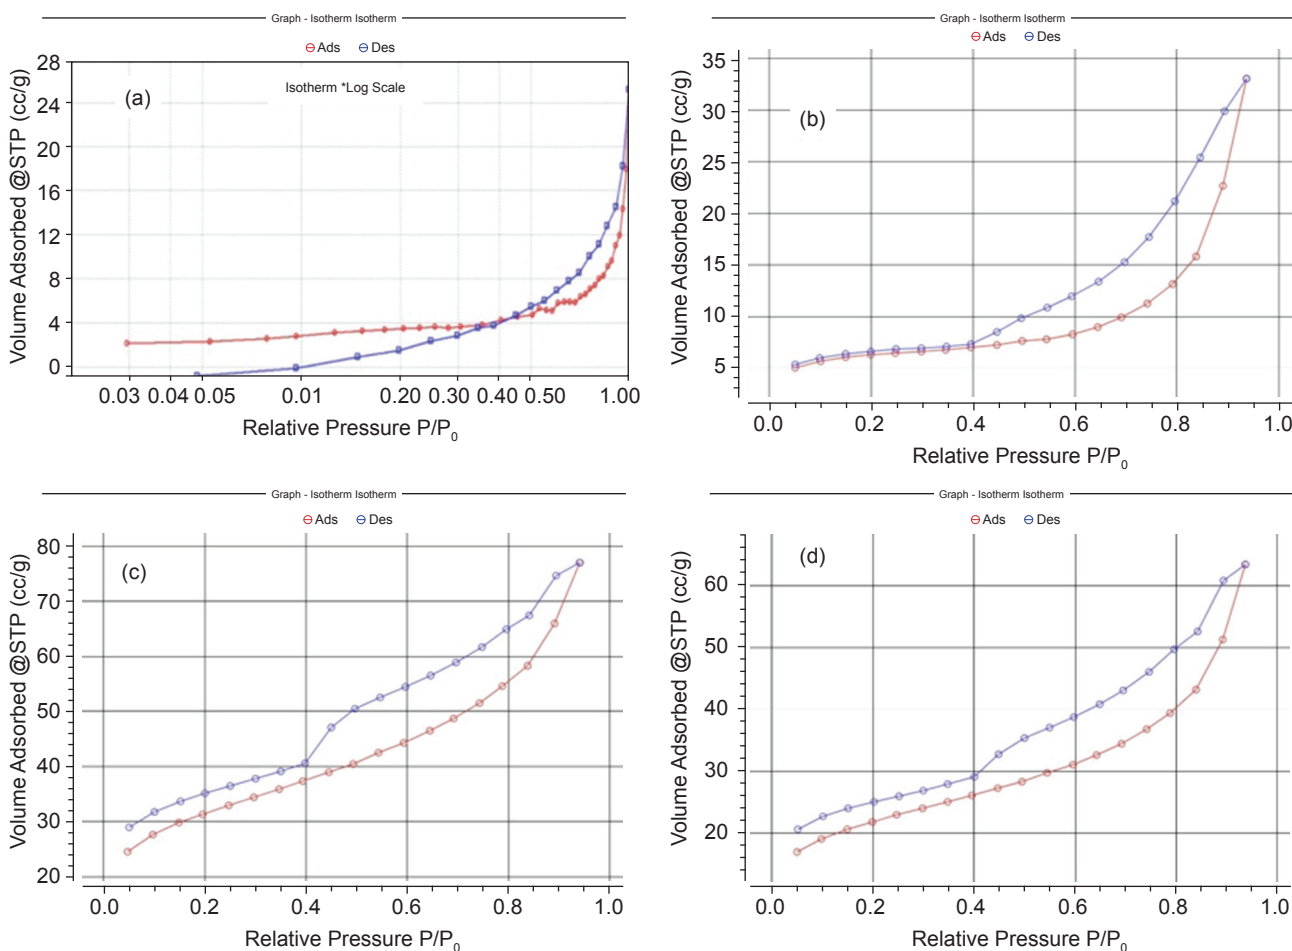 Graph - Isotherm Isotherm
Ads Des
Isotherm *Log Scale
(a)
Volume Adsorbed @STP (cc/g)
28
24
20
16
12
8
4
0
0.03 0.04 0.05 0.01 0.20 0.30 0.40 0.50 1.00
Relative Pressure P/P0
Graph - Isotherm Isotherm
Ads Des
(b)
Volume Adsorbed @STP (cc/g)
35
30
25
20
15
10
5
0.0 0.2 0.4 0.6 0.8 1.0
Relative Pressure P/P0
Graph - Isotherm Isotherm
Ads Des
(c)
Volume Adsorbed @STP (cc/g)
80
70
60
50
40
30
20
0.0 0.2 0.4 0.6 0.8 1.0
Relative Pressure P/P0
Graph - Isotherm Isotherm
Ads Des
(d)
Volume Adsorbed @STP (cc/g)
60
50
40
30
20
0.0 0.2 0.4 0.6 0.8 1.0
Relative Pressure P/P0